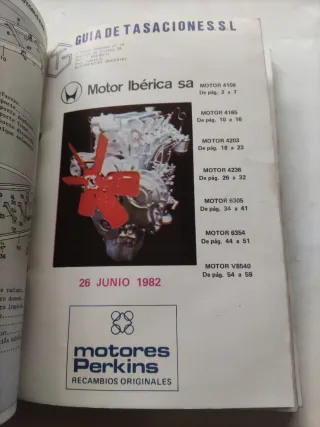 GUIA DE TASACIONES.S.L
Motor Ibérica sa
MOTOR 4108
De pág. 3 a 7
MOTOR 4165
De pág. 10 a 16
MOTOR 4203
De pág. 18 a 23
MOTOR 4236
De pág. 26 a 32
MOTOR 6305
De pág. 34 a 41
MOTOR 6354
De pág. 44 a 51
MOTOR V8540
De pág. 54 a 59
26 JUNIO 1982
motores
Perkins
RECAMBIOS ORIGINALES